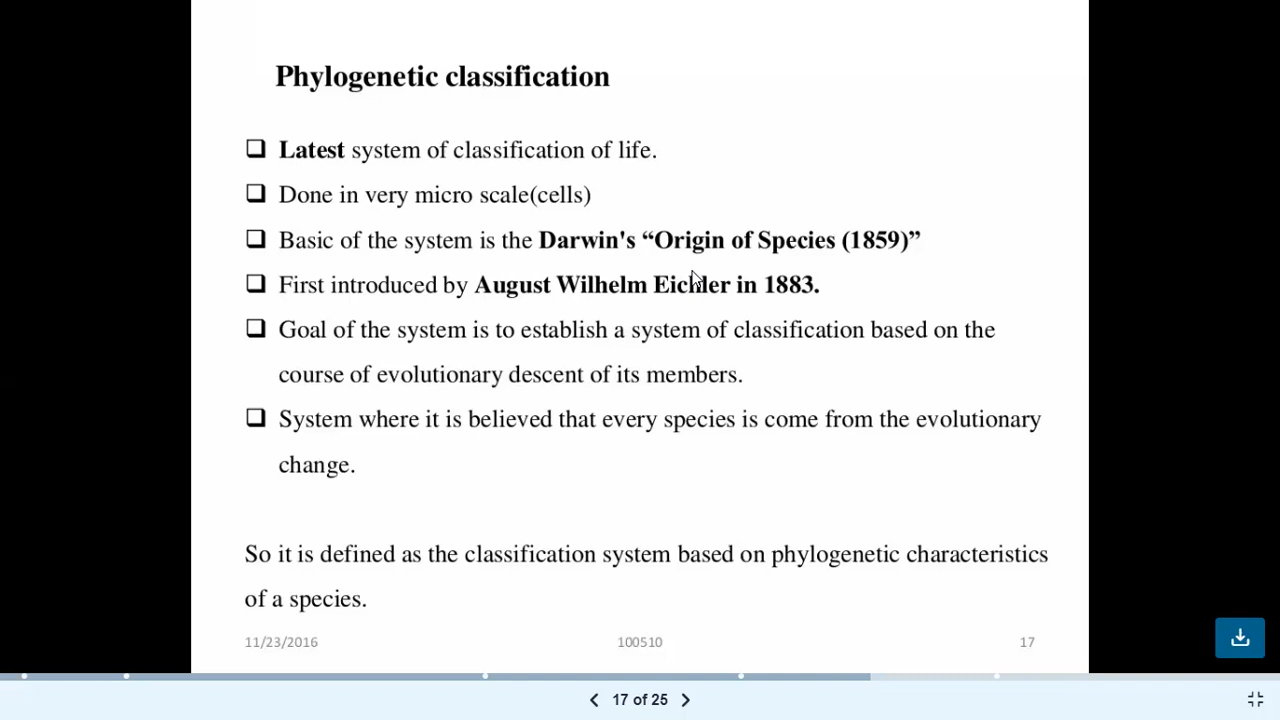 Phylogenetic classification
❑ Latest system of classification of life.
❑ Done in very micro scale(cells)
❑ Basic of the system is the Darwin's “Origin of Species (1859)”
❑ First introduced by August Wilhelm Eichler in 1883.
❑ Goal of the system is to establish a system of classification based on the
course of evolutionary descent of its members.
❑ System where it is believed that every species is come from the evolutionary
change.
So it is defined as the classification system based on phylogenetic characteristics
of a species.
11/23/2016 100510 17
17 of 25